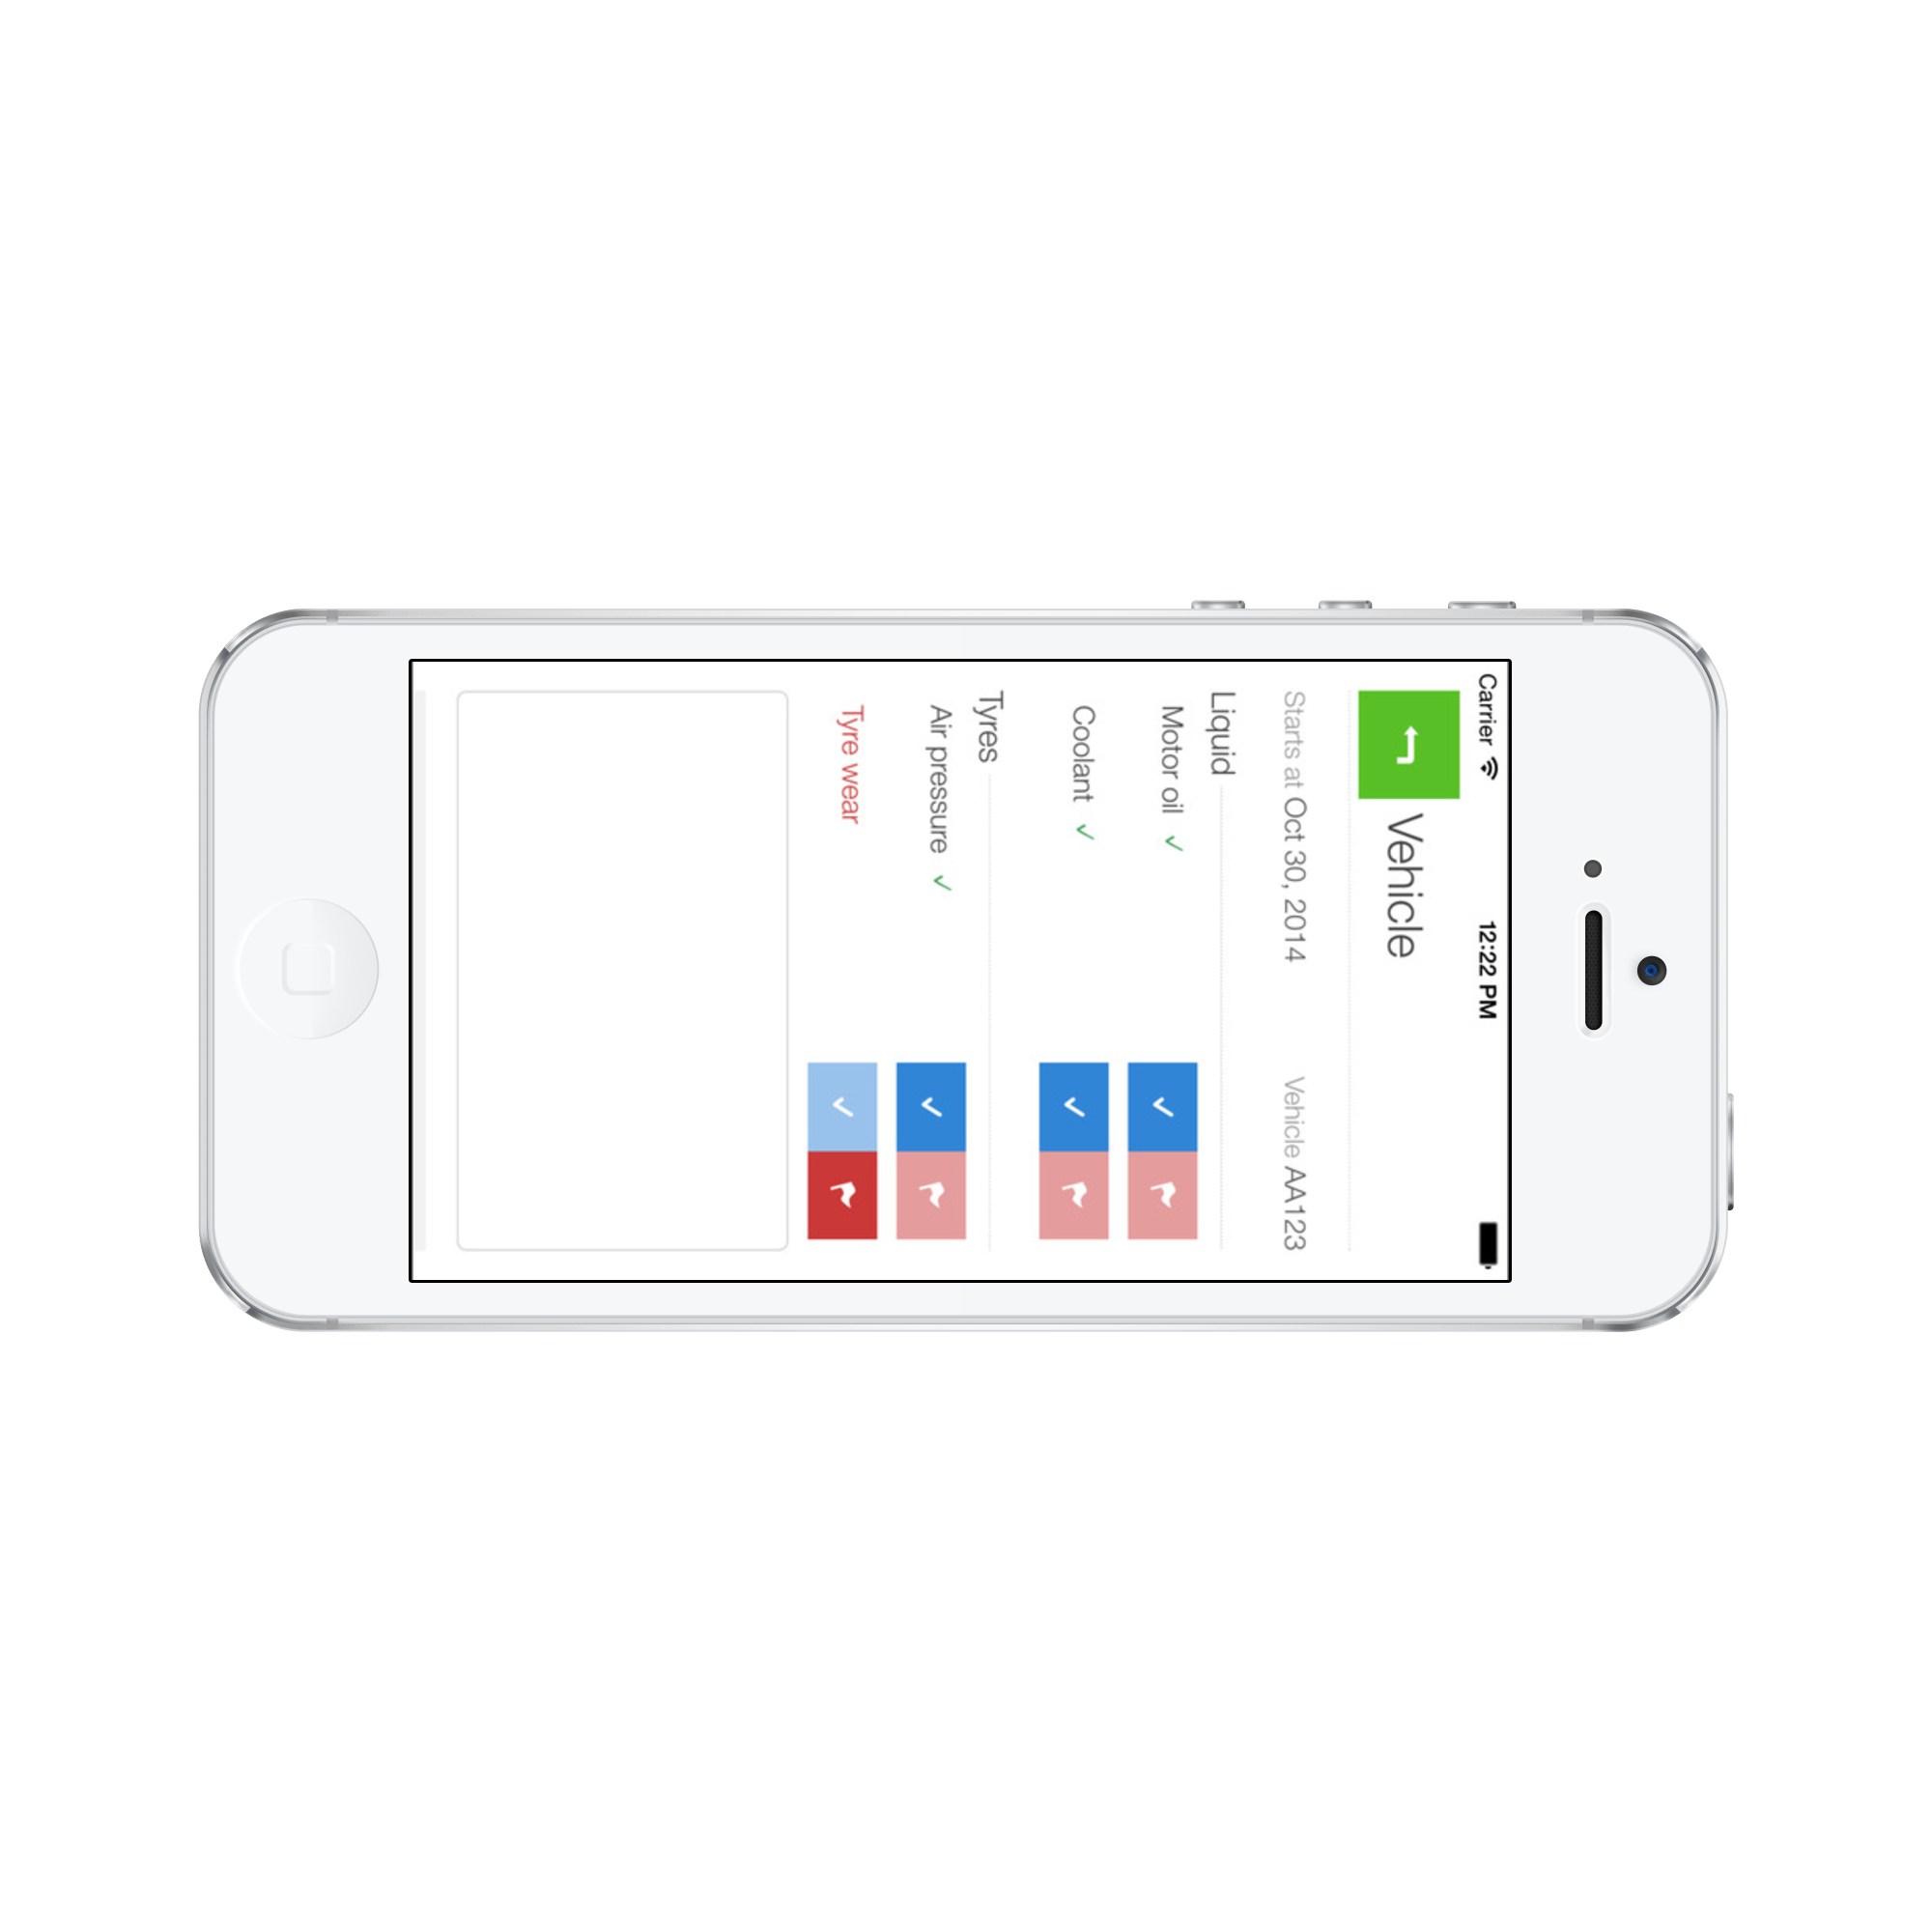 Carrier 12:22 PM
Vehicle
Starts at Oct 30, 2014 Vehicle AA123
Liquid
Motor oil
Coolant
Tyres
Air pressure
Tyre wear